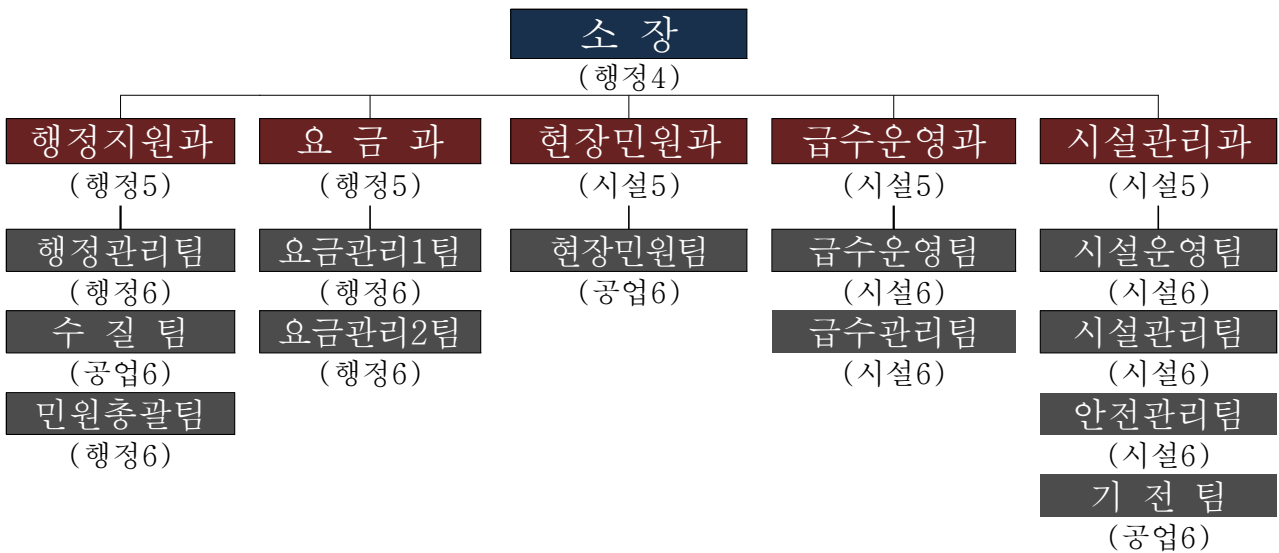 소 장
(행정4)
행정지원과 요 금 과 현장민원과 급수운영과 시설관리과
(행정5) (행정5) (시설5) (시설5) (시설5)
행정관리팀 요금관리1팀 현장민원팀 급수운영팀 시설운영팀
(행정6) (행정6) (공업6) (시설6) (시설6)
수 질 팀 요금관리2팀 급수관리팀 시설관리팀
(공업6) (행정6) (시설6) (시설6)
민원총괄팀 안전관리팀
(행정6) (시설6)
기 전 팀
(공업6)